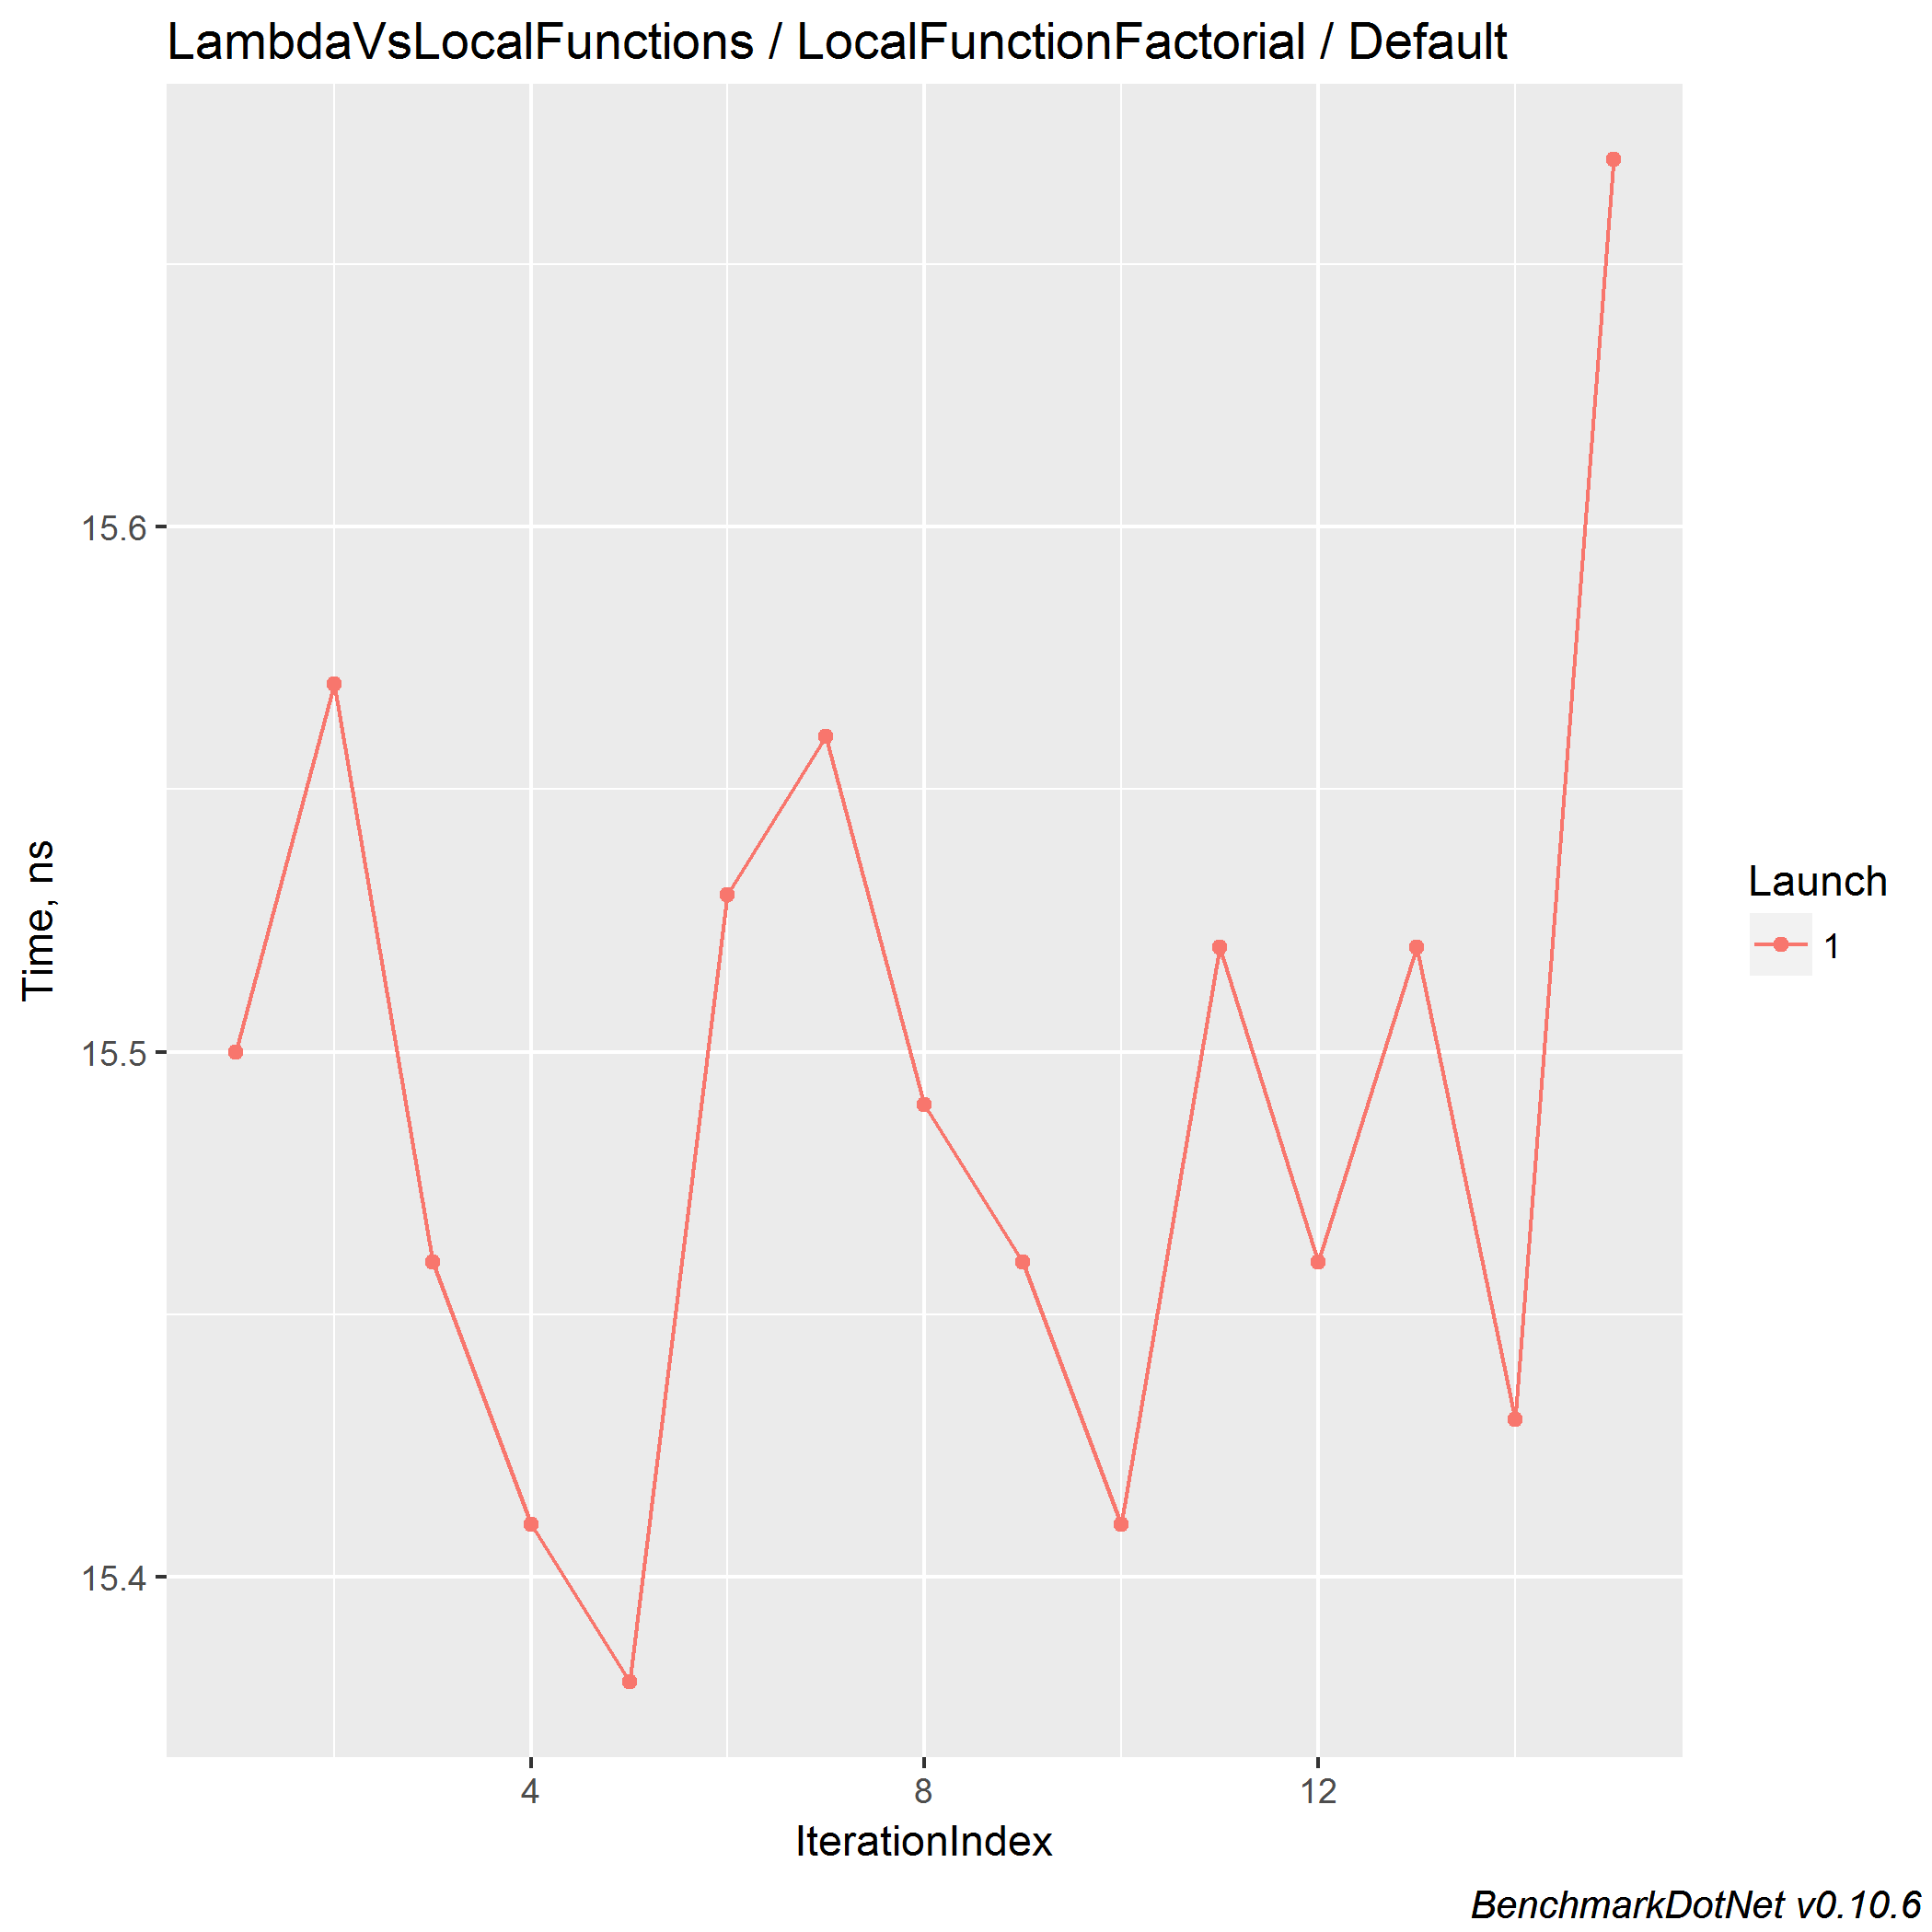 LambdaVsLocalFunctions / LocalFunctionFactorial / Default
Time, ns
15.6
15.5
15.4
4
8
12
IterationIndex
Launch
1
BenchmarkDotNet v0.10.6